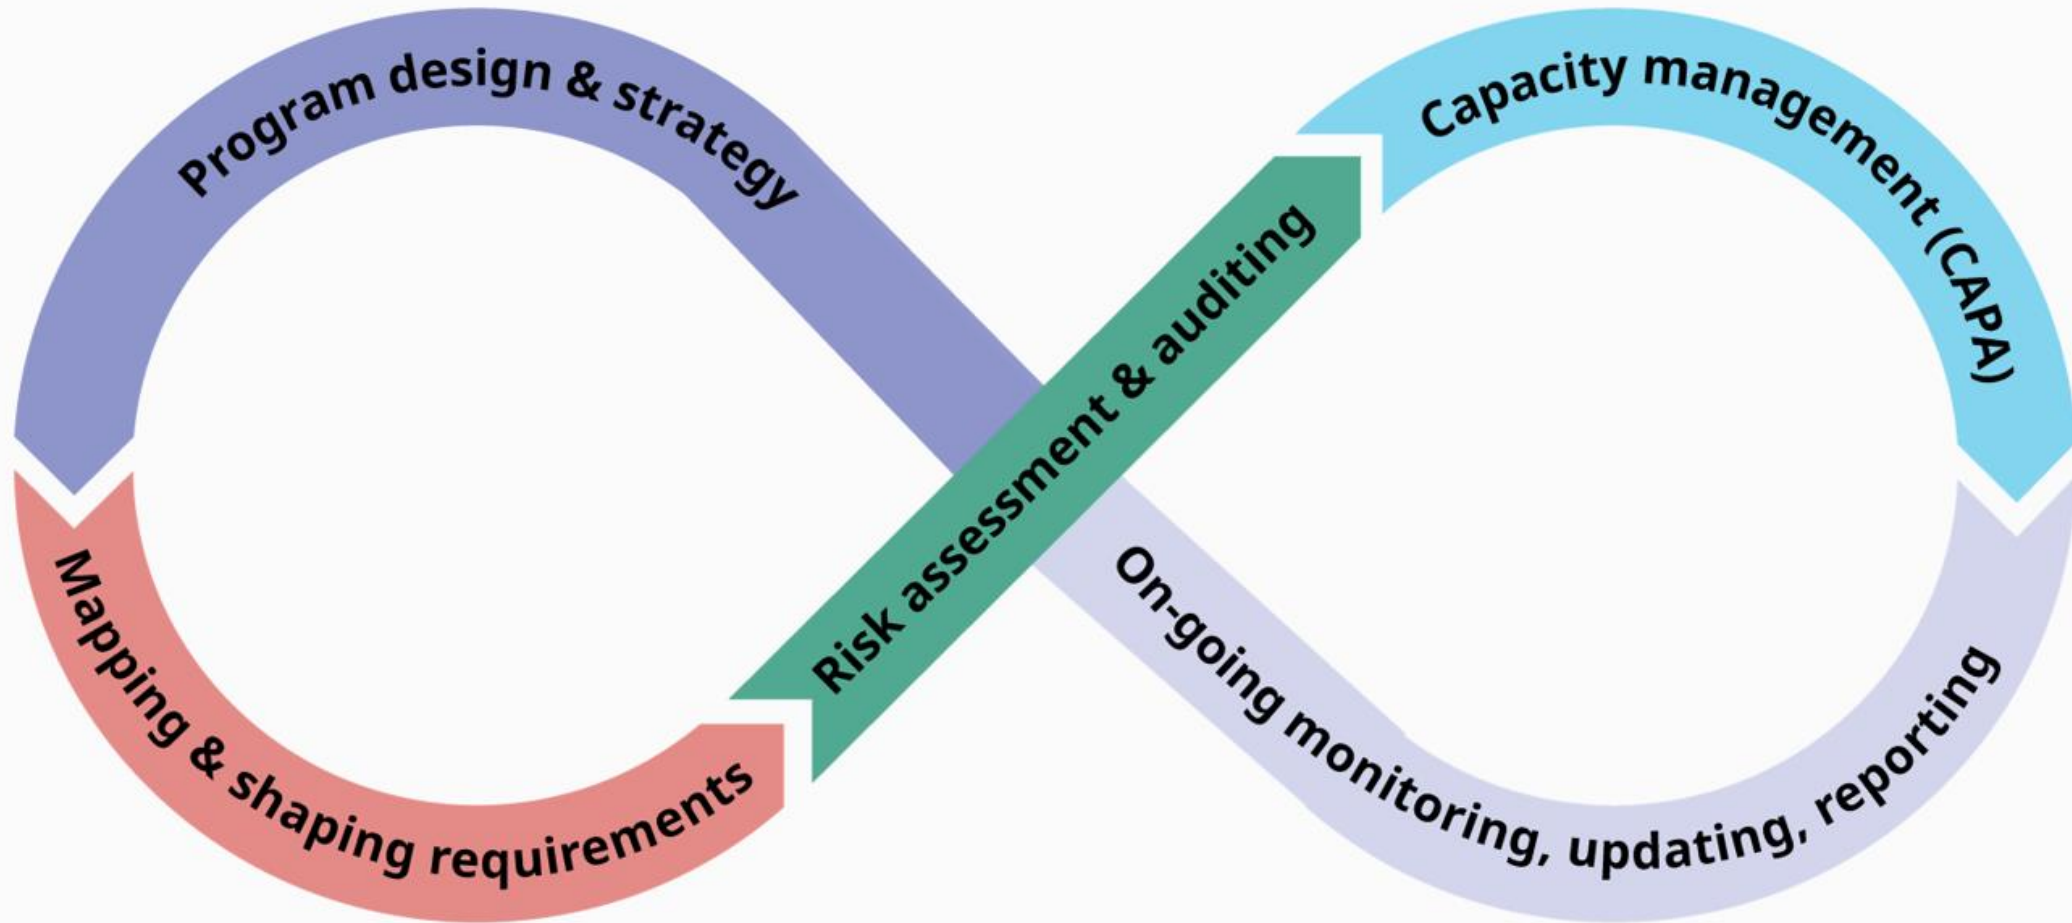 Program design & strategy
Mapping & shaping requirements
Risk assessment & auditing
Capacity management (CAPA)
On-going monitoring, updating, reporting